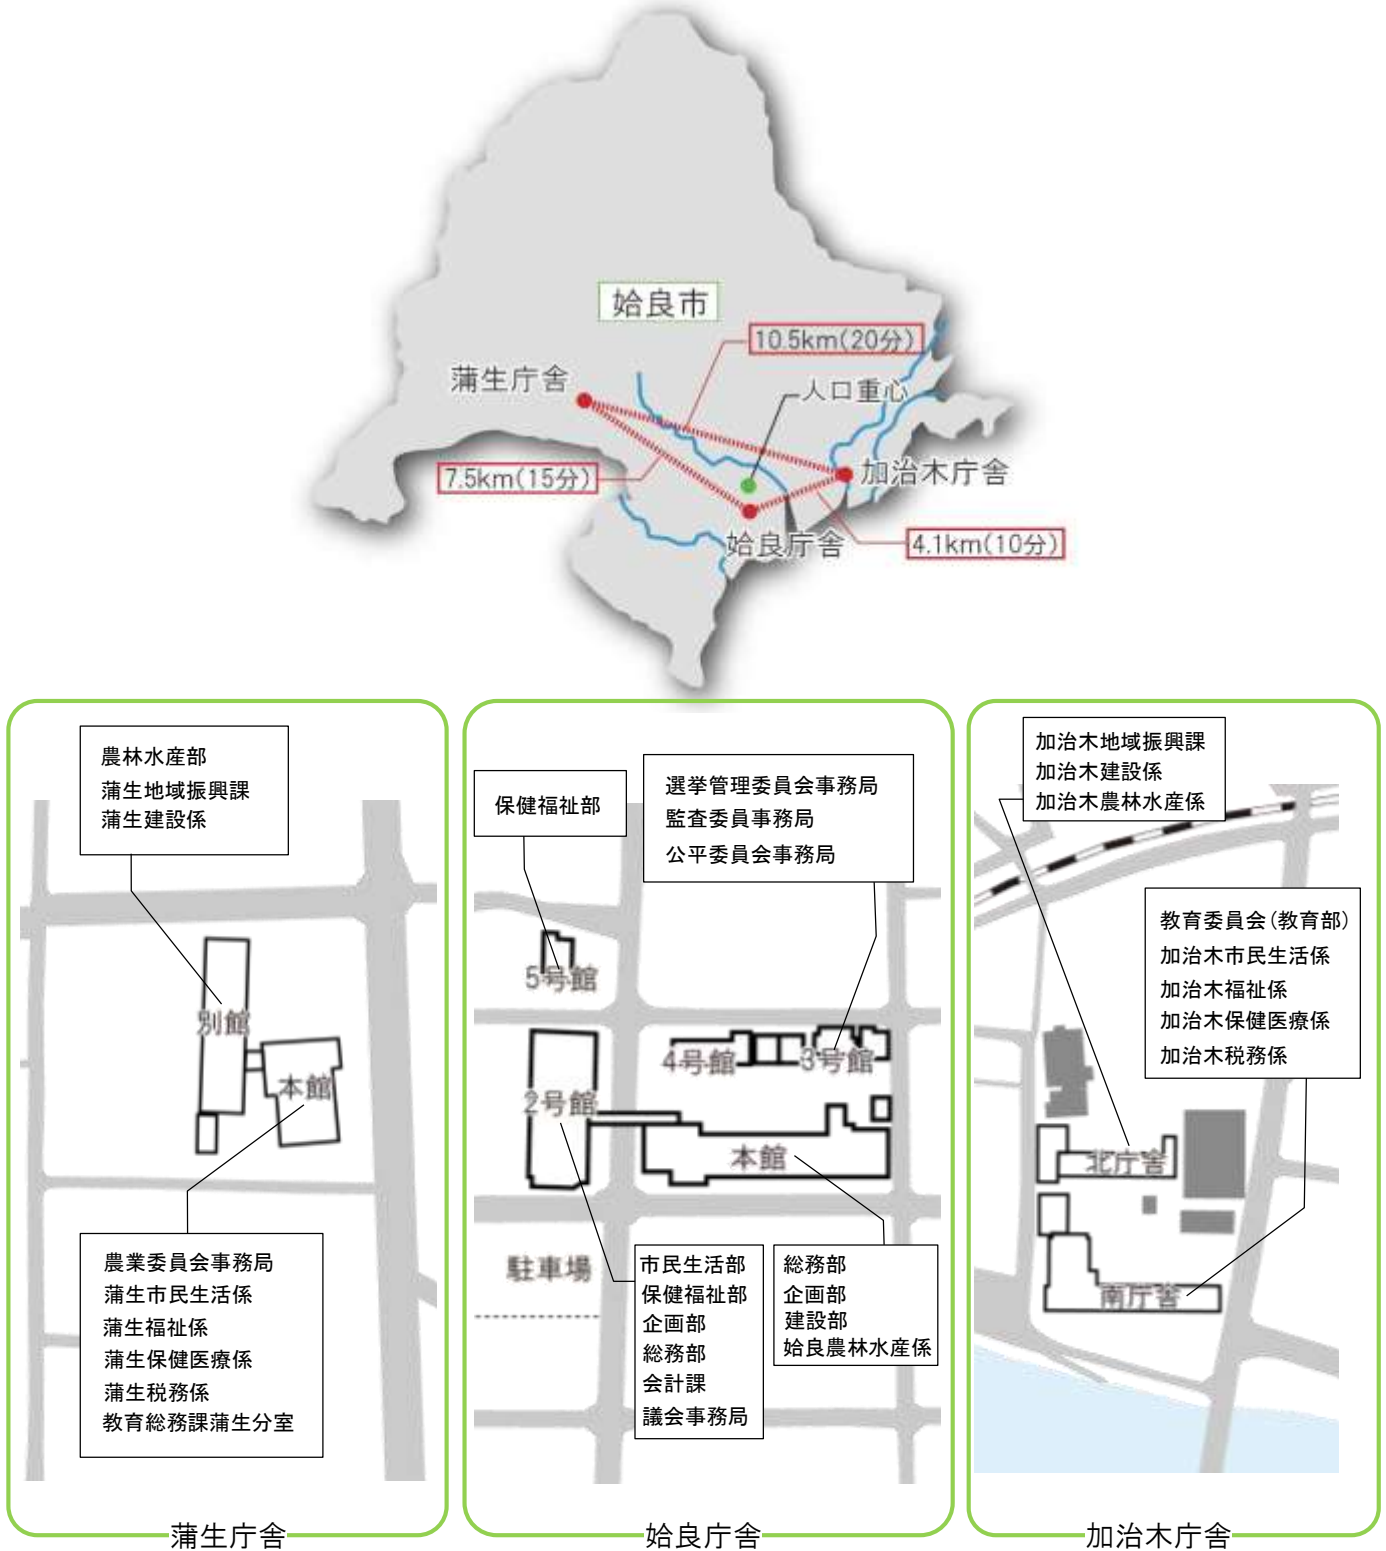 姶良市
10.5km(20分)
蒲生庁舎
人口重心
7.5km(15分)
加治木庁舎
姶良庁舎
4.1km(10分)
農林水産部
蒲生地域振興課
蒲生建設係
別館
本館
農業委員会事務局
蒲生市民生活係
蒲生福祉係
蒲生保健医療係
蒲生税務係
教育総務課蒲生分室
蒲生庁舎
保健福祉部
選挙管理委員会事務局
監査委員事務局
公平委員会事務局
5号館
4号館
3号館
2号館
本館
駐車場
市民生活部
保健福祉部
企画部
総務部
会計課
議会事務局
総務部
企画部
建設部
姶良農林水産係
姶良庁舎
加治木地域振興課
加治木建設係
加治木農林水産係
教育委員会(教育部)
加治木市民生活係
加治木福祉係
加治木保健医療係
加治木税務係
北庁舎
南庁舎
加治木庁舎